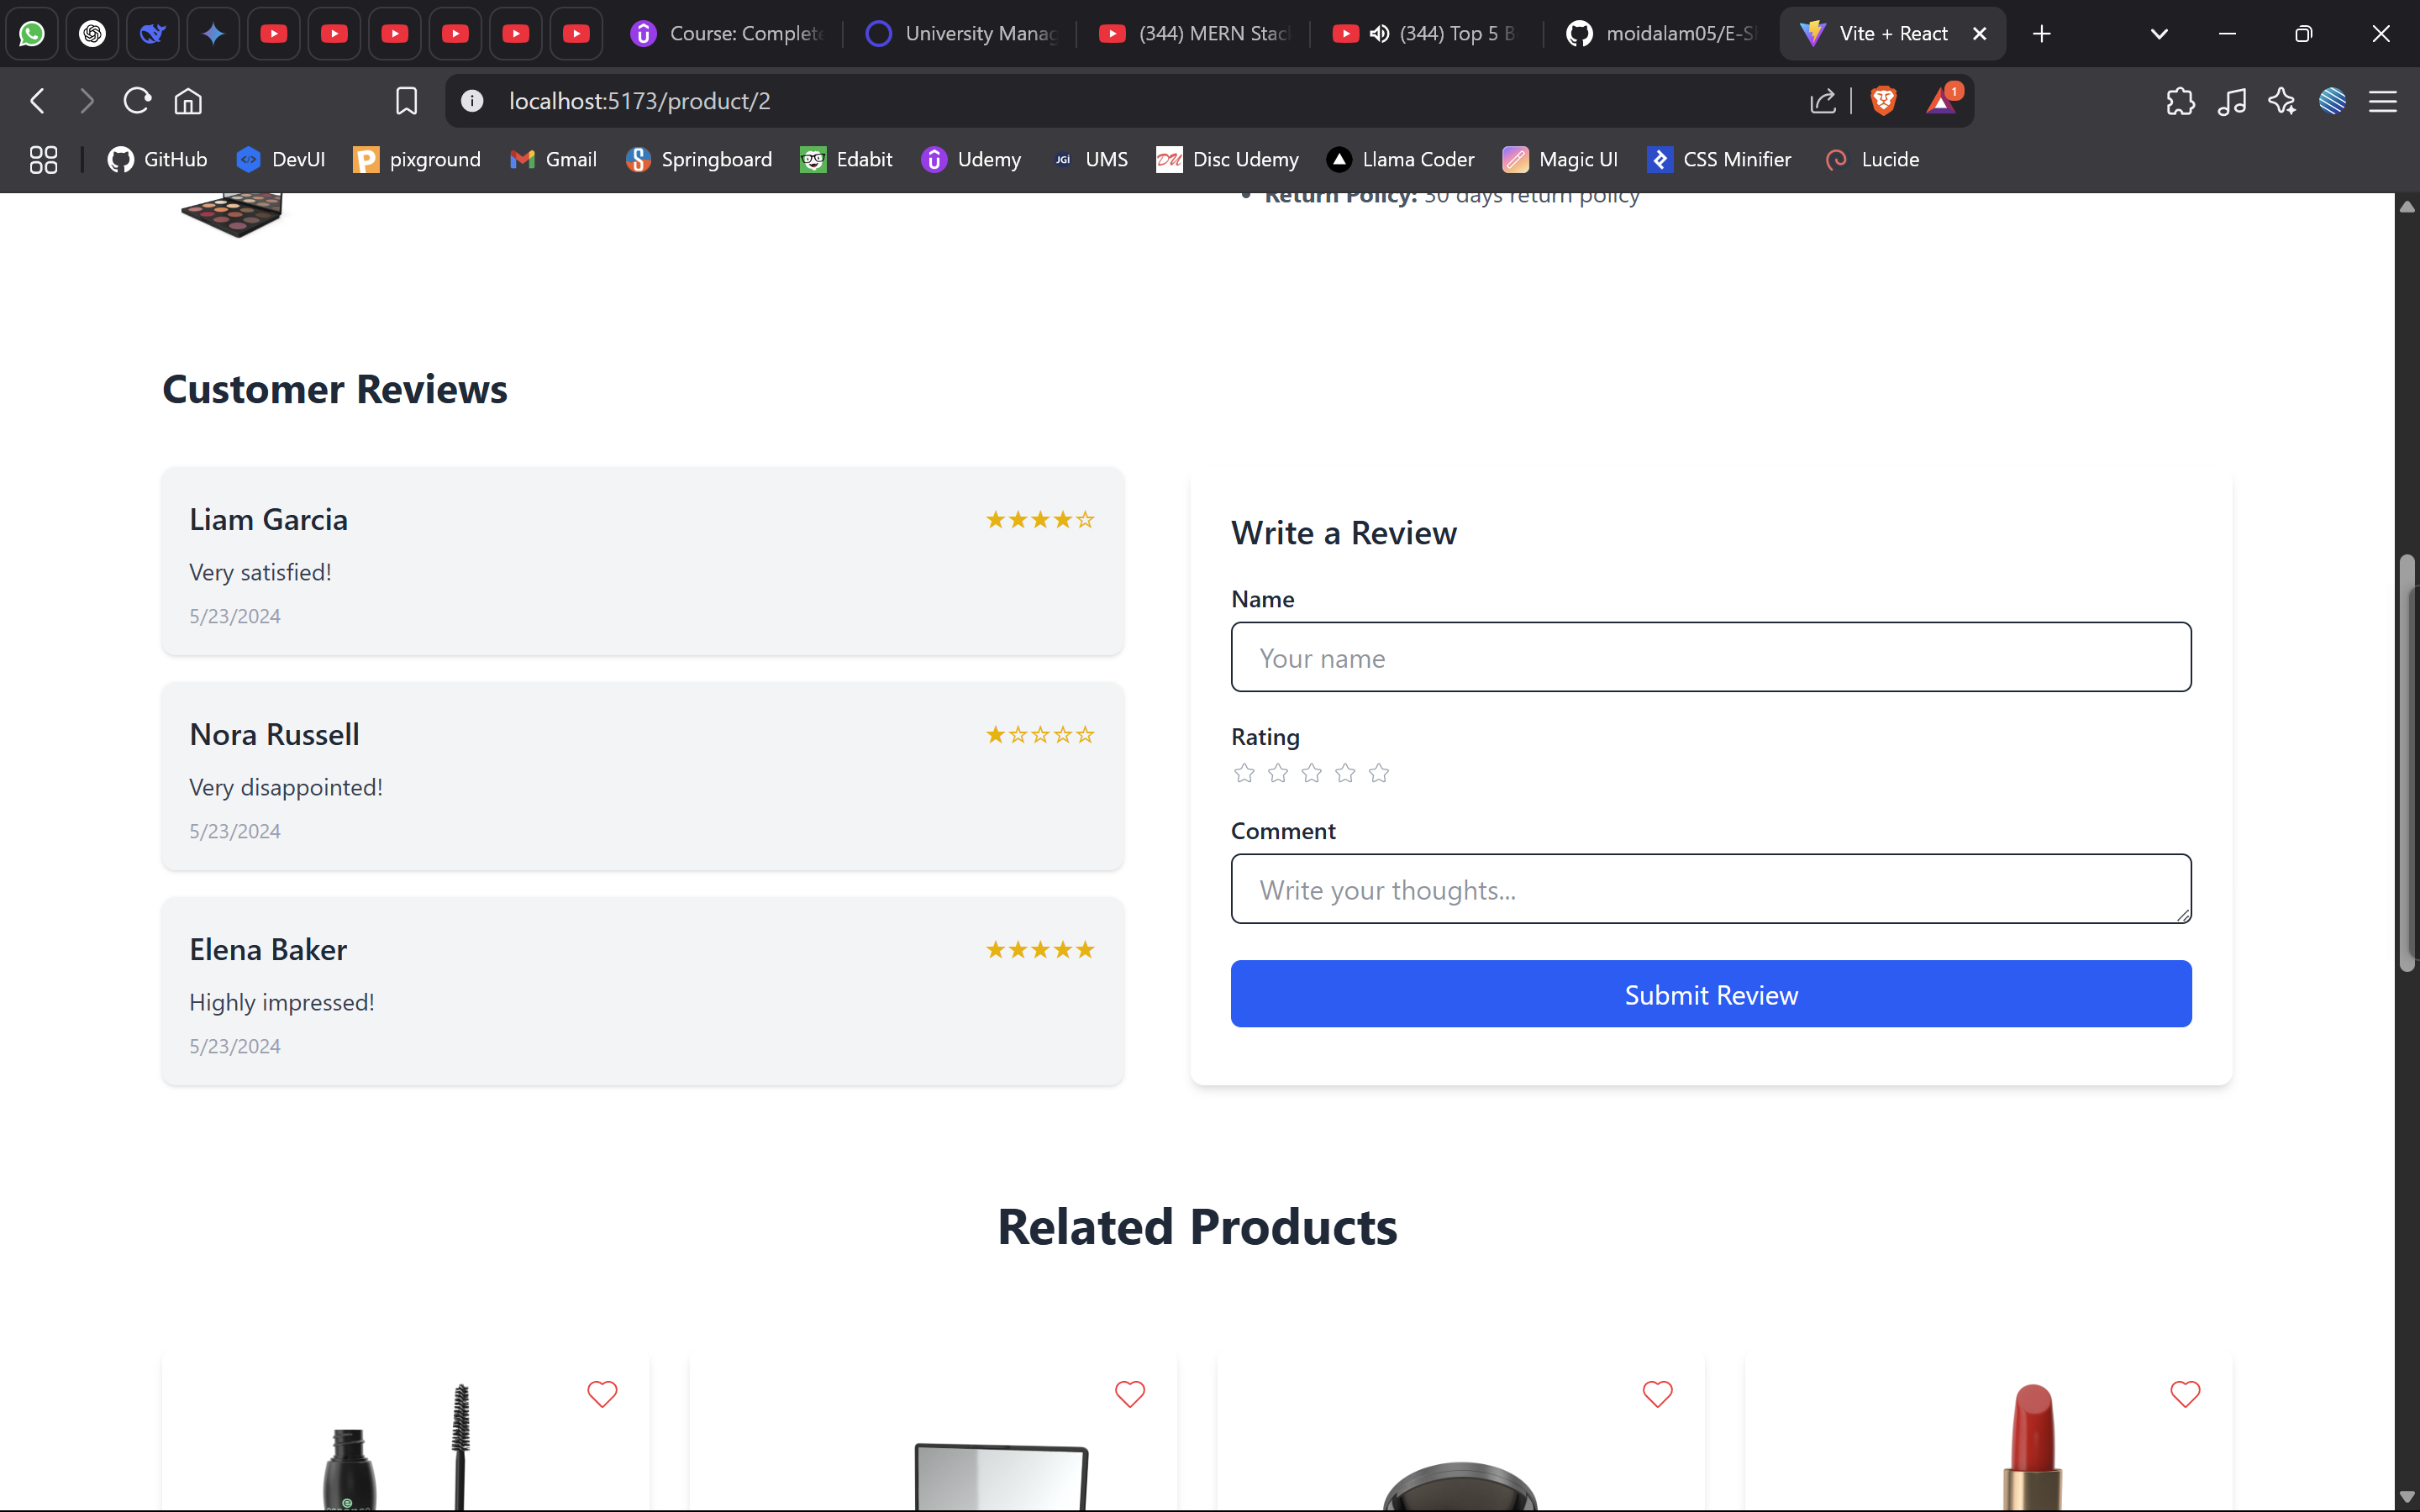 Course: Complete
University Manag
(344) MERN Stac
(344) Top 5 B
moidalam05/E-S
Vite + React
localhost:5173/product/2
1
GitHub
DevUI
pixground
Gmail
Springboard
Edabit
Udemy
JGI UMS
DU Disc Udemy
Llama Coder
Magic UI
CSS Minifier
Lucide
Return Policy: 30 days return policy
Customer Reviews
Liam Garcia
★★★★☆
Very satisfied!
5/23/2024
Nora Russell
★☆☆☆☆
Very disappointed!
5/23/2024
Elena Baker
★★★★★
Highly impressed!
5/23/2024
Write a Review
Name
Your name
Rating
Comment
Write your thoughts...
Submit Review
Related Products